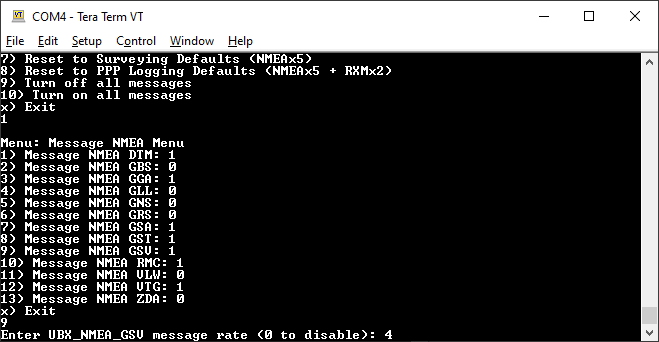 COM4 - Tera Term VT
File Edit Setup Control Window Help
7) Reset to Surveying Defaults (NMEAx5)
8) Reset to PPP Logging Defaults (NMEAx5 + RXMx2)
9) Turn off all messages
10) Turn on all messages
x) Exit
1
Menu: Message NMEA Menu
1) Message NMEA DTM: 1
2) Message NMEA GBS: 0
3) Message NMEA GGA: 1
4) Message NMEA GLL: 0
5) Message NMEA GNS: 0
6) Message NMEA GRS: 0
7) Message NMEA GSA: 1
8) Message NMEA GST: 1
9) Message NMEA GSV: 1
10) Message NMEA RMC: 1
11) Message NMEA VLW: 0
12) Message NMEA VTG: 1
13) Message NMEA ZDA: 0
x) Exit
9
Enter UBX_NMEA_GSV message rate (0 to disable): 4